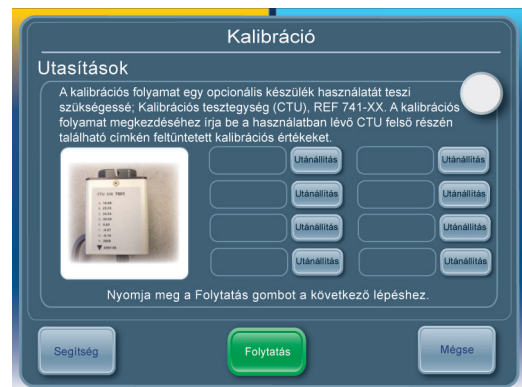 Kalibráció
Utasítások
A kalibrációs folyamat egy opcionális készülék használatát teszi
szükségessé; Kalibrációs tesztegység (CTU), REF 741-XX. A kalibrációs
folyamat megkezdéséhez írja be a használatban lévő CTU felső részén
található címkén feltűntetett kalibrációs értékeket.
Utánállítás Utánállítás
Utánállítás Utánállítás
Utánállítás Utánállítás
Utánállítás Utánállítás
Nyomja meg a Folytatás gombot a következő lépéshez.
Segítség Folytatás Mégse